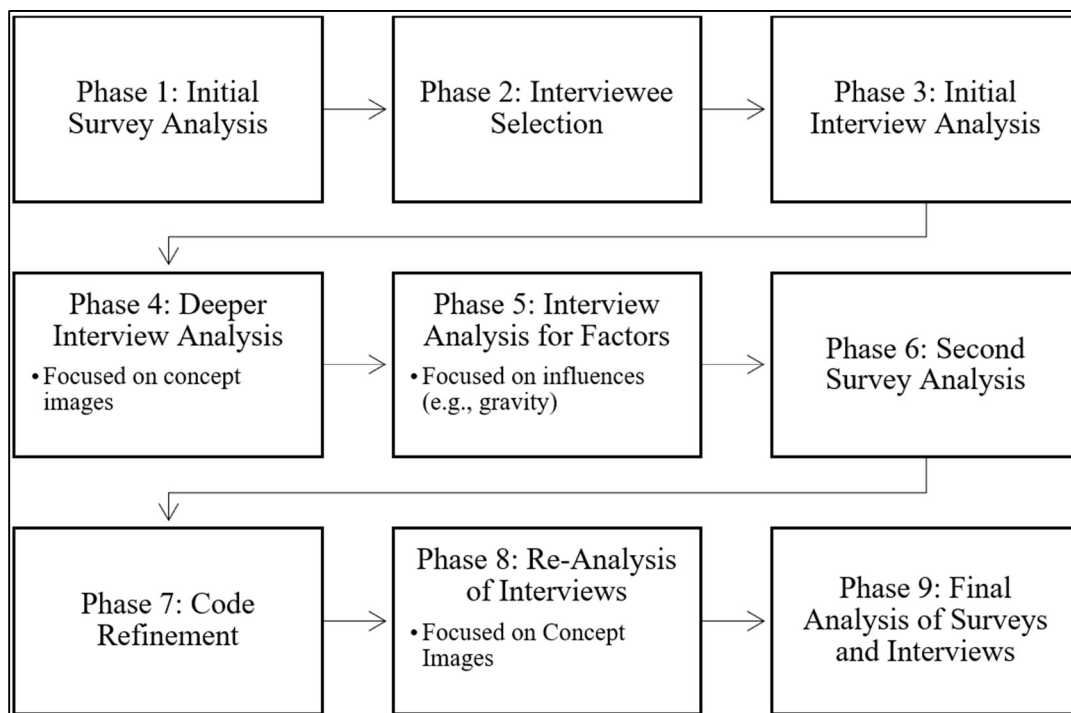 Phase 1: Initial
Survey Analysis
Phase 2: Interviewee
Selection
Phase 3: Initial
Interview Analysis
Phase 4: Deeper
Interview Analysis
• Focused on concept
images
Phase 5: Interview
Analysis for Factors
• Focused on influences
(e.g., gravity)
Phase 6: Second
Survey Analysis
Phase 7: Code
Refinement
Phase 8: Re-Analysis
of Interviews
• Focused on Concept
Images
Phase 9: Final
Analysis of Surveys
and Interviews